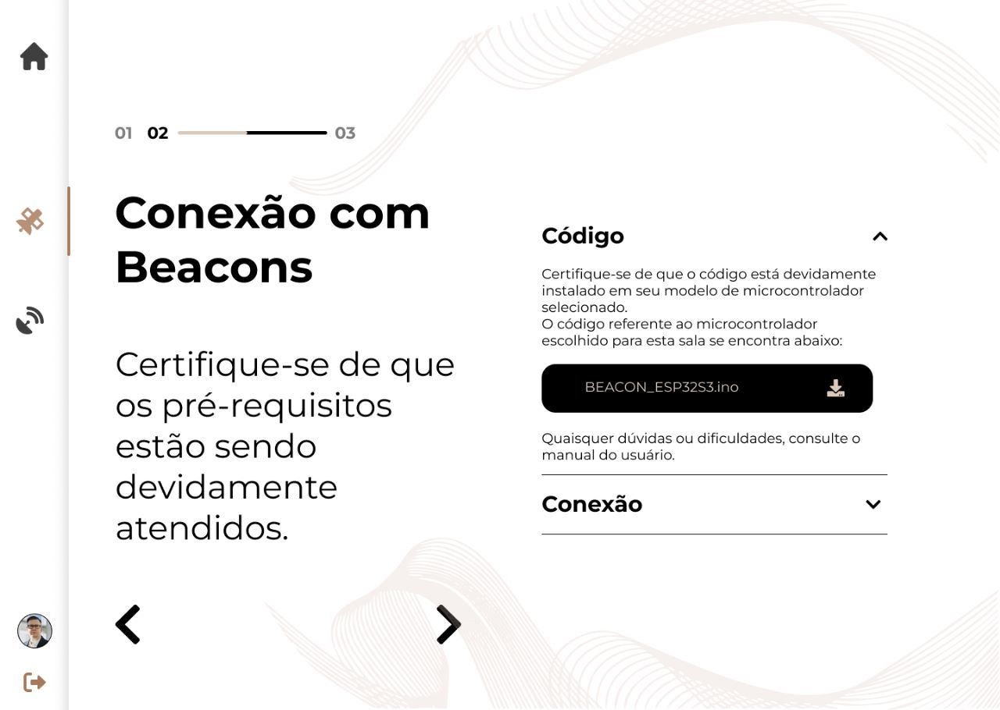 01 02 03
Conexão com
Beacons
Certifique-se de que
os pré-requisitos
estão sendo
devidamente
atendidos.
Código
Certifique-se de que o código está devidamente
instalado em seu modelo de microcontrolador
selecionado.
O código referente ao microcontrolador
escolhido para esta sala se encontra abaixo:
BEACON_ESP32S3.ino
Quaisquer dúvidas ou dificuldades, consulte o
manual do usuário.
Conexão